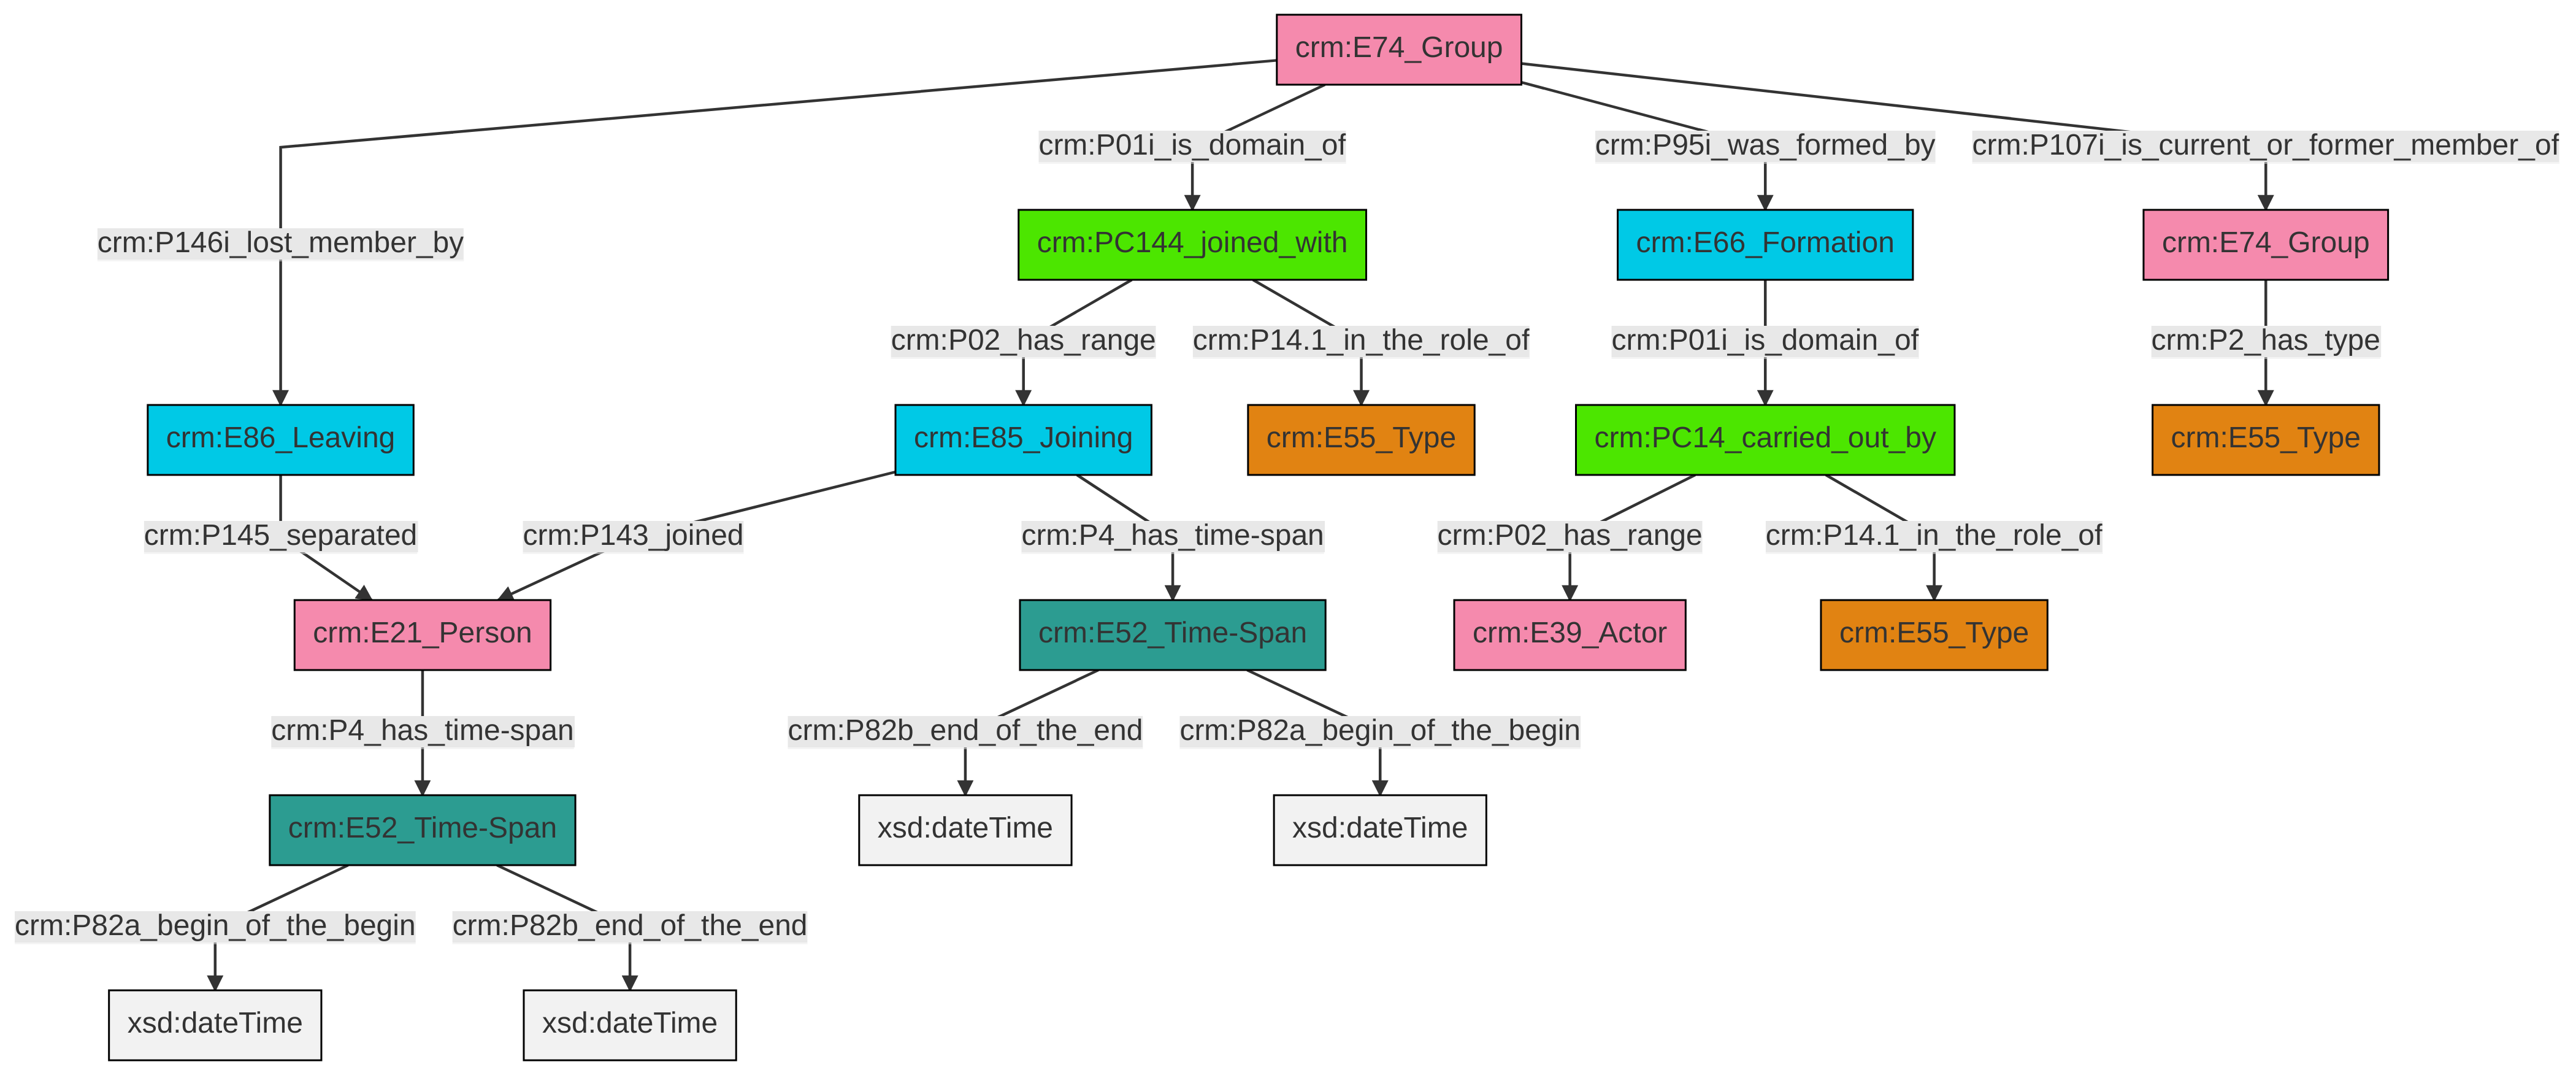 crm:E74_Group
crm:P01i_is_domain_of
crm:P95i_was_formed_by
crm:P107i_is_current_or_former_member_of
crm:P146i_lost_member_by
crm:PC144_joined_with
crm:E66_Formation
crm:E74_Group
crm:P02_has_range
crm:P14.1_in_the_role_of
crm:P01i_is_domain_of
crm:P2_has_type
crm:E86_Leaving
crm:E85_Joining
crm:E55_Type
crm:PC14_carried_out_by
crm:E55_Type
crm:P145_separated
crm:P143_joined
crm:P4_has_time-span
crm:P02_has_range
crm:P14.1_in_the_role_of
crm:E21_Person
crm:E52_Time-Span
crm:E39_Actor
crm:E55_Type
crm:P4_has_time-span
crm:P82b_end_of_the_end
crm:P82a_begin_of_the_begin
crm:E52_Time-Span
xsd:dateTime
xsd:dateTime
crm:P82a_begin_of_the_begin
crm:P82b_end_of_the_end
xsd:dateTime
xsd:dateTime